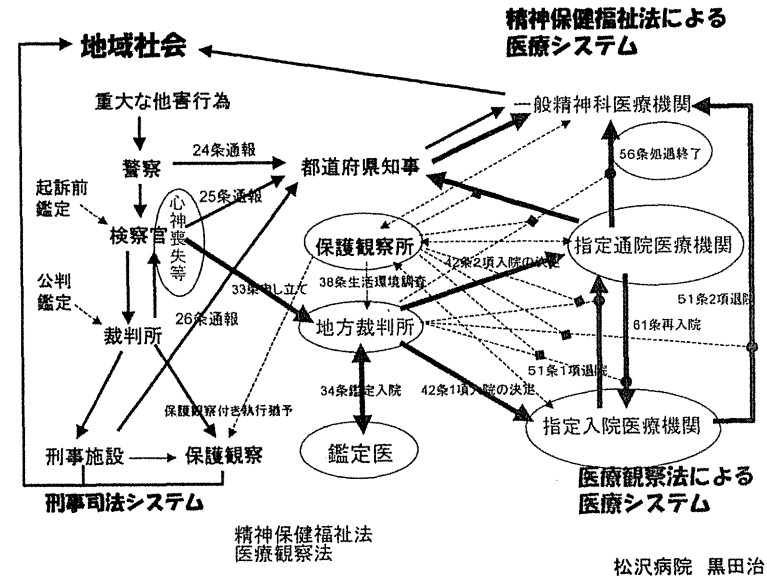 精神保健福祉法による
医療システム
地域社会
重大な他害行為
一般精神科医療機関
24条通報
56条処遇終了
警察
都道府県知事
起訴前
鑑定
25条通報
心神喪失等
検察官
保護観察所
指定通院医療機関
42条2項入院の決定
公判
鑑定
33条申し立て
38条生活環境調査
51条2項退院
26条通報
地方裁判所
61条再入院
裁判所
51条1項退院
34条鑑定入院
42条1項入院の決定
保護観察付き執行猶予
指定入院医療機関
刑事施設
保護観察
鑑定医
医療観察法による
医療システム
刑事司法システム
精神保健福祉法
医療観察法
松沢病院 黒田治